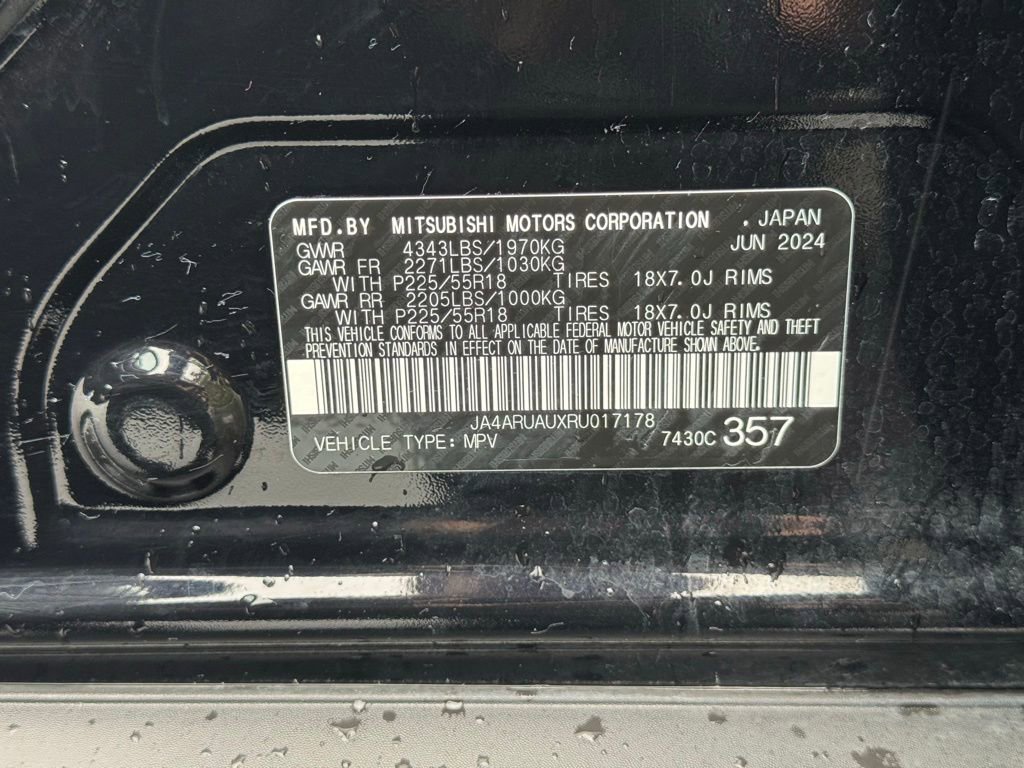 MFD.BY MITSUBISHI MOTORS CORPORATION . JAPAN
GVWR 4343LBS/1970KG JUN 2024
GAWR FR 2271LBS/1030KG
WITH P225/55R18 TIRES 18X7.0J RIMS
GAWR RR 2205LBS/1000KG
WITH P225/55R18 TIRES 18X7.0J RIMS
THIS VEHICLE CONFORMS TO ALL APPLICABLE FEDERAL MOTOR VEHICLE SAFETY AND THEFT
PREVENTION STANDARDS IN EFFECT ON THE DATE OF MANUFACTURE SHOWN ABOVE.
JA4ARUAUXRU017178
VEHICLE TYPE: MPV 7430C 357